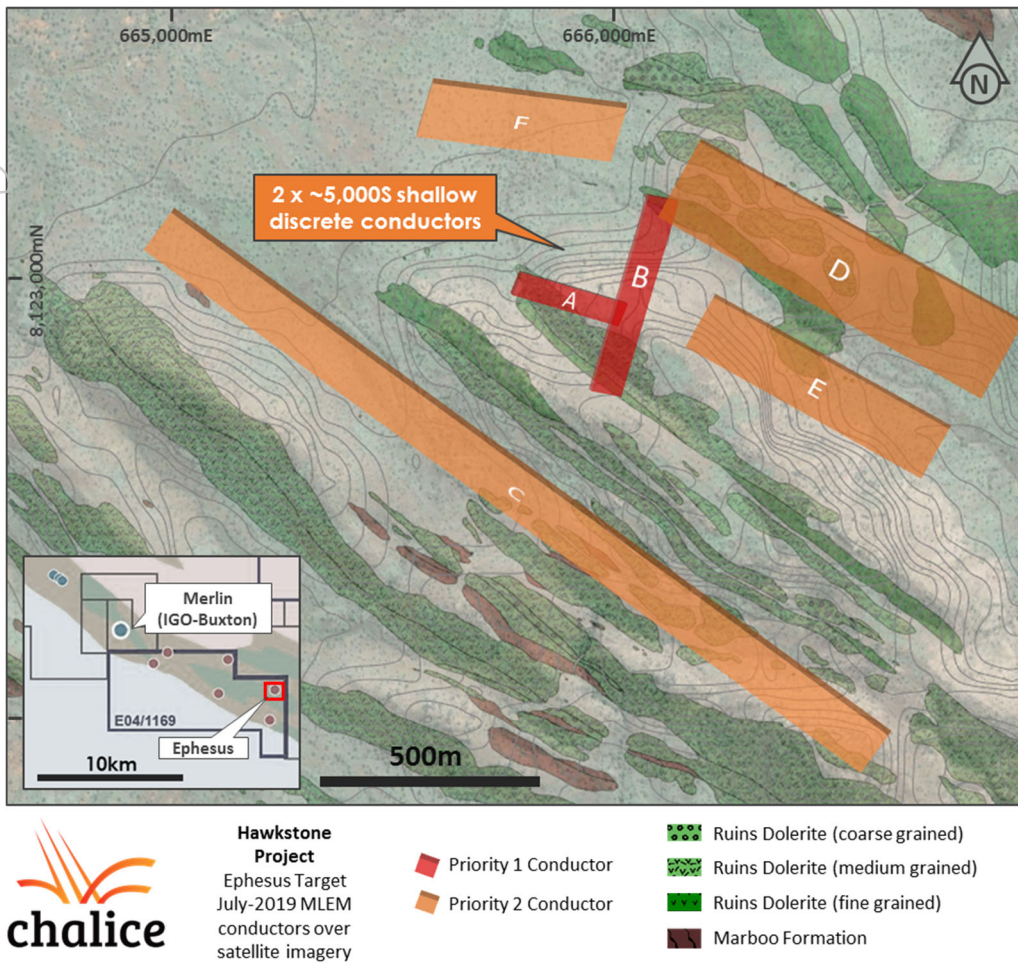 665,000mE
666,000mE
N
F
2 x ~5,000S shallow
discrete conductors
8,123,000mN
B
D
A
E
C
Merlin
(IGO-Buxton)
E04/1169
Ephesus
10km
500m
chalice
Hawkstone
Project
Ephesus Target
July-2019 MLEM
conductors over
satellite imagery
Priority 1 Conductor
Priority 2 Conductor
Ruins Dolerite (coarse grained)
Ruins Dolerite (medium grained)
Ruins Dolerite (fine grained)
Marboo Formation